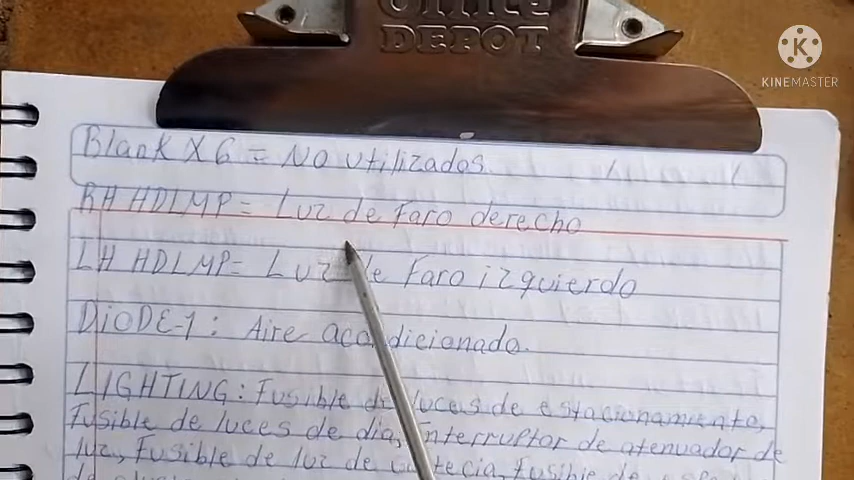 Office
DEPOT
KINEMASTER
BlanK X 6 = No utilizados.
RH HDLMP = Luz de Faro derecho
LH HDLMP= Luz de Faro izquierdo
DiODE-1: Aire acondicionado.
LIGHTING: Fusible de luces de estacionamiento,
Fusible de luces de dia, Interruptor de atenuador de
luz, Fusible de luz de cortecia, Fusible de